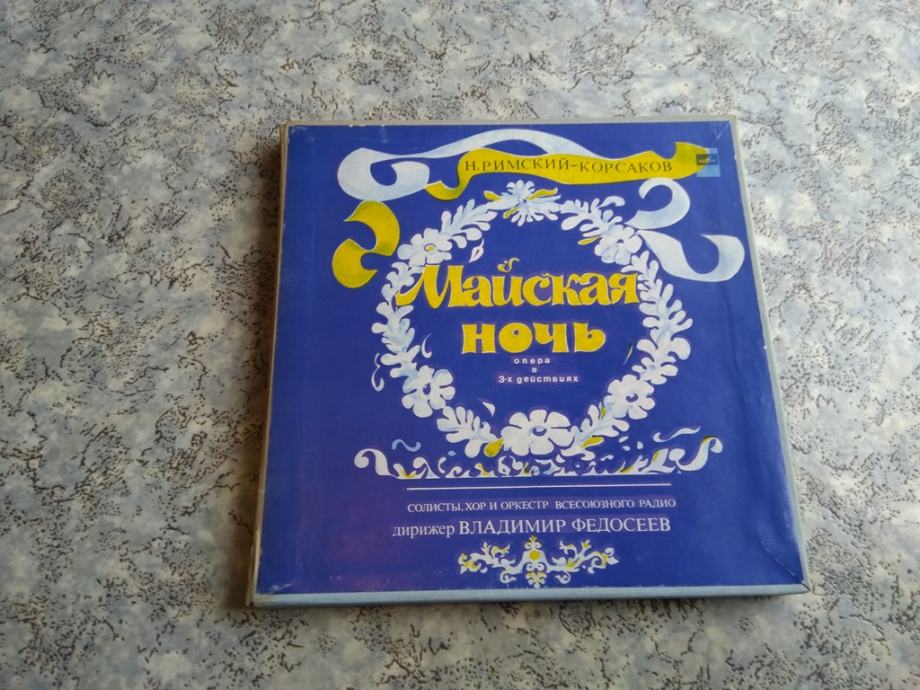 Н. РИМСКИЙ-КОРСАКОВ
Майская
ночь
опера
в
3-х действиях
СОЛИСТЫ, ХОР И ОРКЕСТР ВСЕСОЮЗНОГО РАДИО
дирижер ВЛАДИМИР ФЕДОСЕЕВ